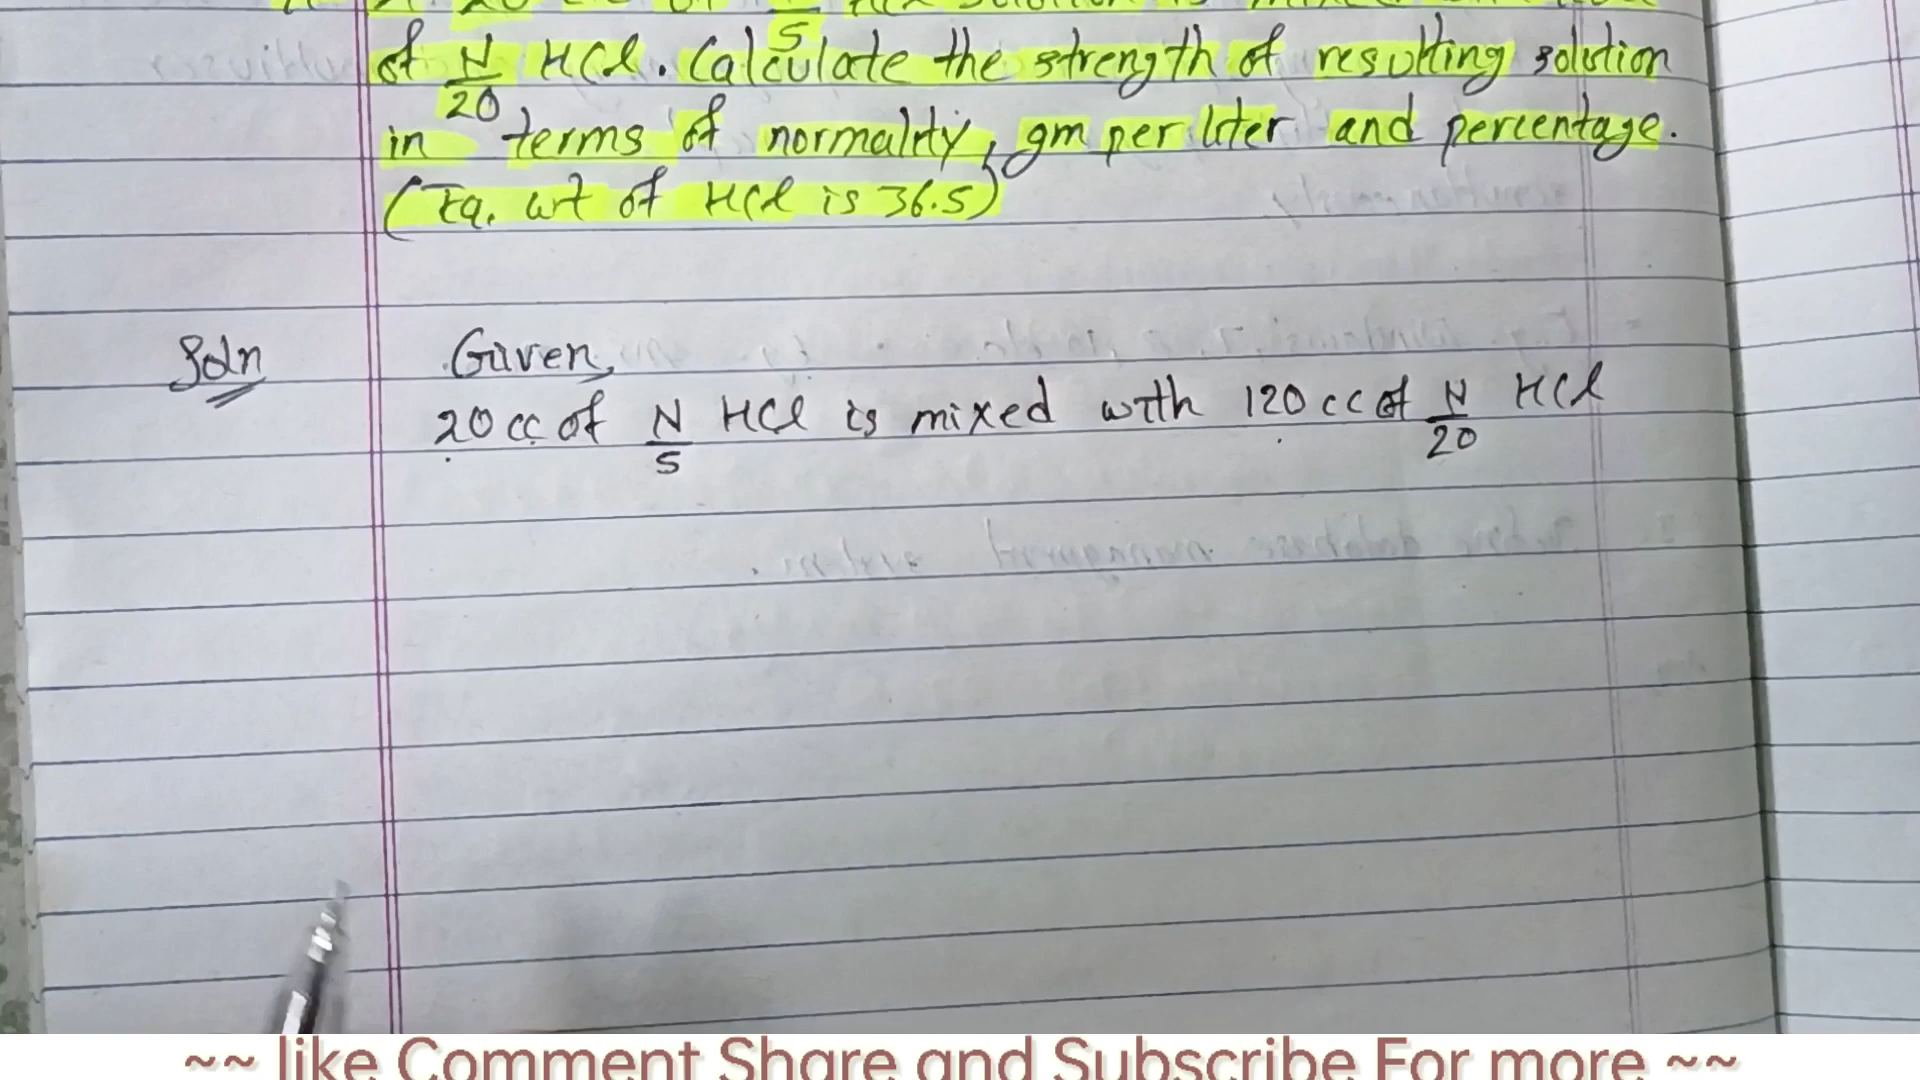 20 5
of N/20 HCl. Calculate the strength of resulting solution
in terms of normality, gm per liter and percentage.
(Eq. wt of HCl is 36.5)
Soln Given,
20 cc of N/5 HCl is mixed with 120 cc of N/20 HCl
~~ like Comment Share and Subscribe For more ~~